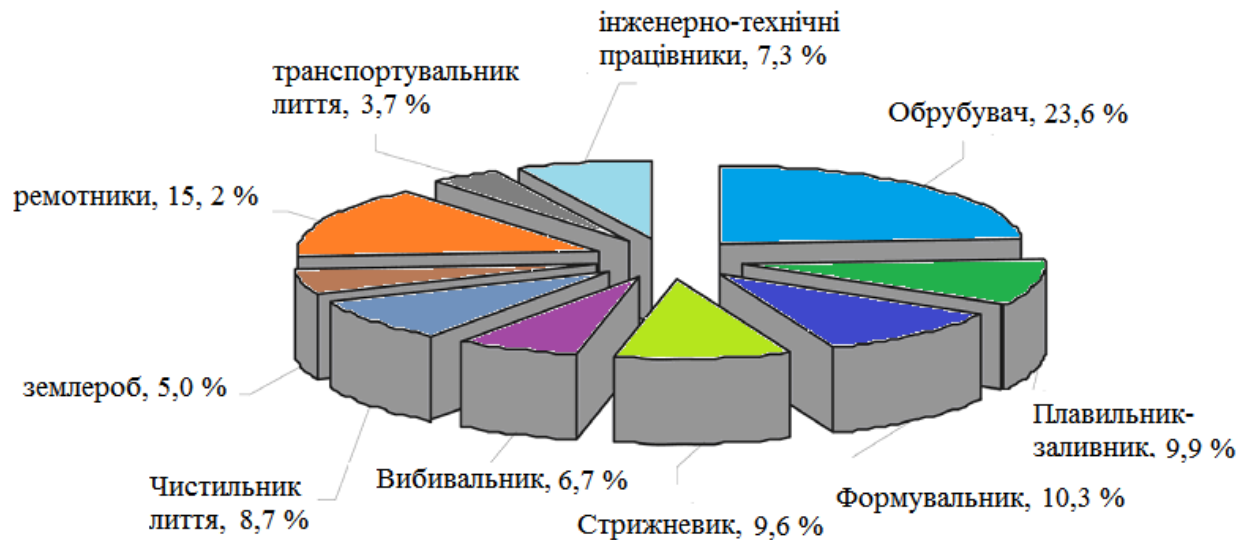 інженерно-технічні
працівники, 7,3 %
транспортувальник
лиття, 3,7 %
Обрубувач, 23,6 %
ремотники, 15, 2 %
землероб, 5,0 %
Плавильник-
заливник. 9,9 %
Чистильник
лиття, 8,7 %
Вибивальник, 6,7 %
Формувальник, 10,3 %
Стрижневик, 9,6 %